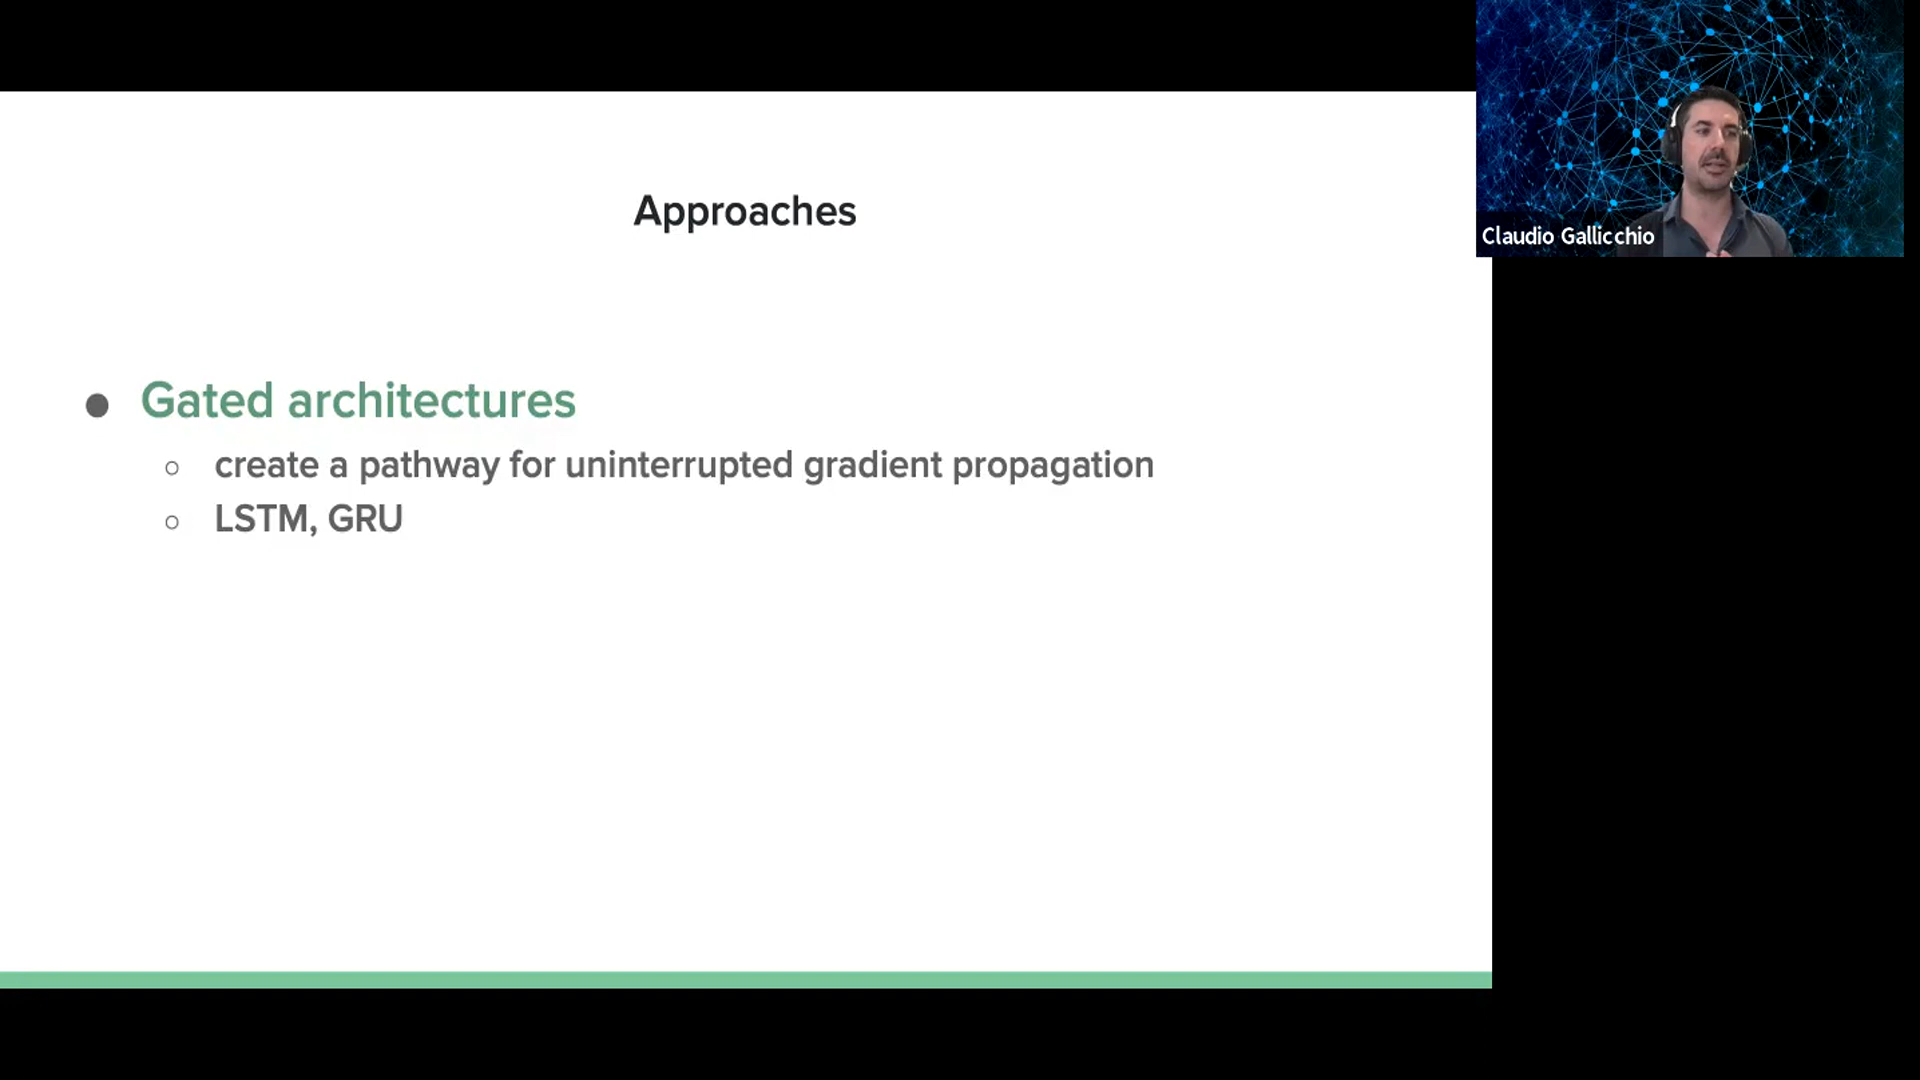 Approaches
Claudio Gallicchio
● Gated architectures
○ create a pathway for uninterrupted gradient propagation
○ LSTM, GRU